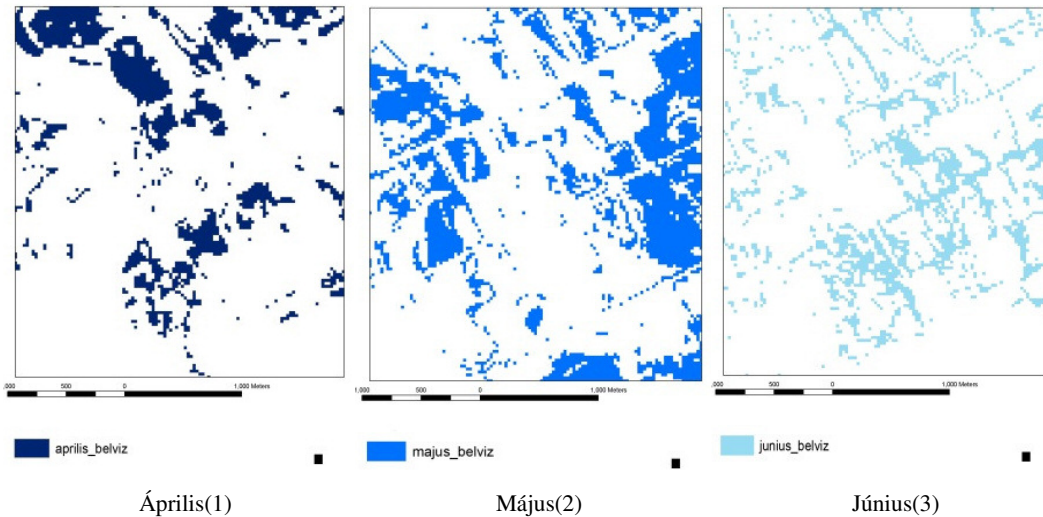 ,000 500 0 1,000 Meters
1,000 500 0 1,000 Meters
,000 500 0 1,000 Meters
aprilis_belviz
majus_belviz
junius_belviz
Április(1)
Május(2)
Június(3)